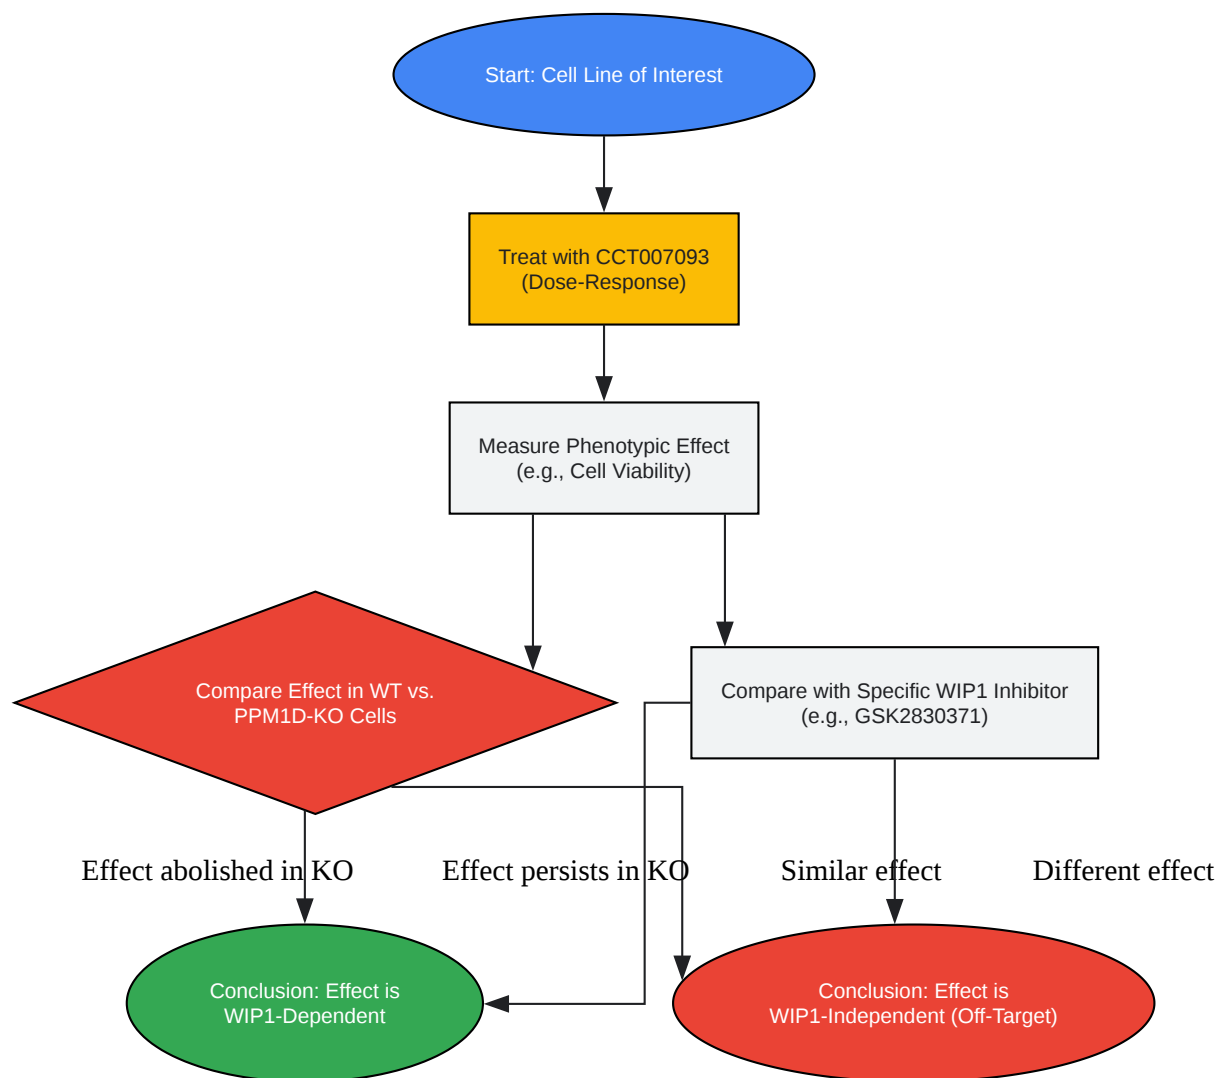 Start: Cell Line of Interest
Treat with CCT007093
(Dose-Response)
Measure Phenotypic Effect
(e.g., Cell Viability)
Compare Effect in WT vs.
PPM1D-KO Cells
Compare with Specific WIP1 Inhibitor
(e.g., GSK2830371)
Effect abolished in KO
Effect persists in KO
Similar effect
Different effect
Conclusion: Effect is
WIP1-Dependent
Conclusion: Effect is
WIP1-Independent (Off-Target)